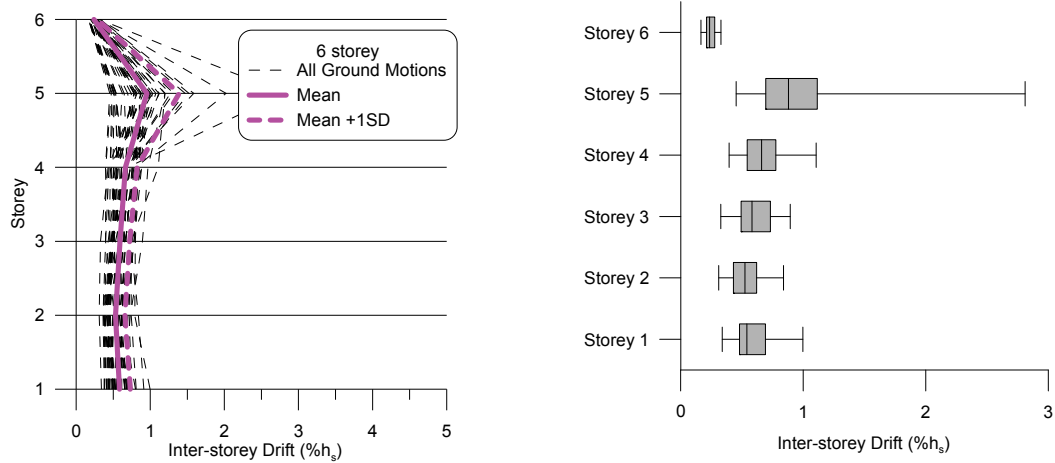 6
5
4
3
2
1
Storey
6 storey
All Ground Motions
Mean
Mean +1SD
0 1 2 3 4 5
Inter-storey Drift (%hs)
Storey 6
Storey 5
Storey 4
Storey 3
Storey 2
Storey 1
0 1 2 3
Inter-storey Drift (%hs)